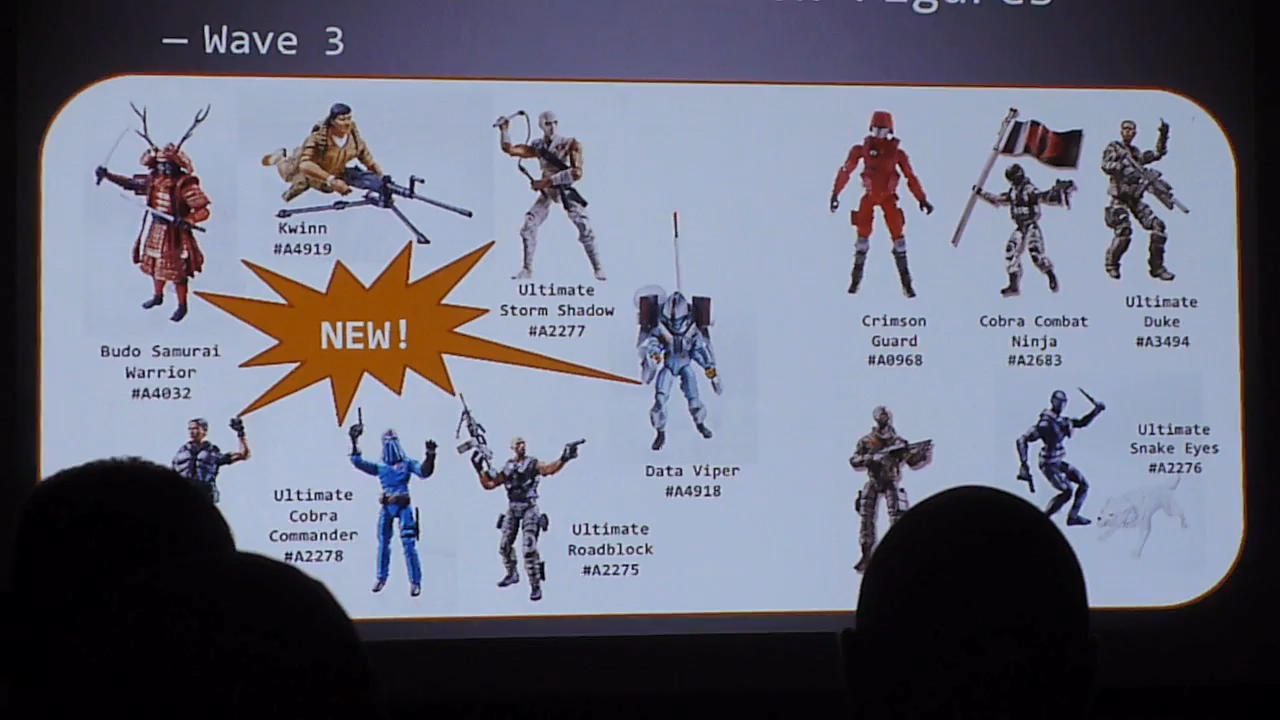 — Wave 3
Kwinn
#A4919
Ultimate
Storm Shadow
#A2277
NEW!
Budo Samurai
Warrior
#A4032
Crimson
Guard
#A0968
Cobra Combat
Ninja
#A2683
Ultimate
Duke
#A3494
Ultimate
Cobra
Commander
#A2278
Ultimate
Roadblock
#A2275
Data Viper
#A4918
Ultimate
Snake Eyes
#A2276